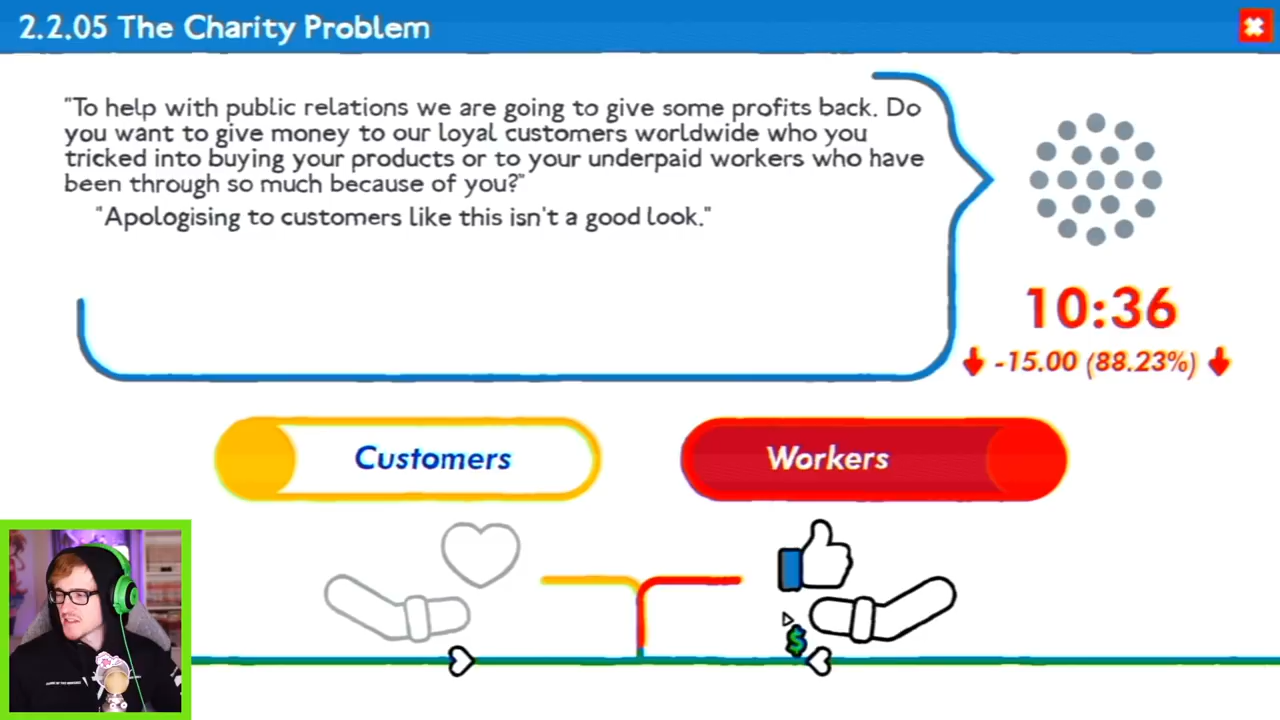 2.2.05 The Charity Problem
"To help with public relations we are going to give some profits back. Do
you want to give money to our loyal customers worldwide who you
tricked into buying your products or to your underpaid workers who have
been through so much because of you?"
"Apologising to customers like this isn't a good look."
10:36
-15.00 (88.23%)
Customers
Workers
$